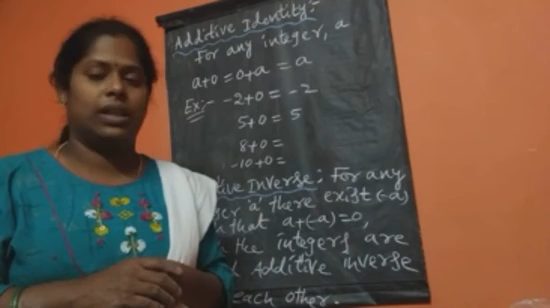 Additive Identity:-
For any integer, a
a+0 = 0+a = a
Ex:- -2+0 = -2
5+0 = 5
8+0 =
-10+0 =
tive Inverse: For any
ger 'a' there exist (-a)
that a+(-a)=0,
the integers are
Additive inverse
each other.